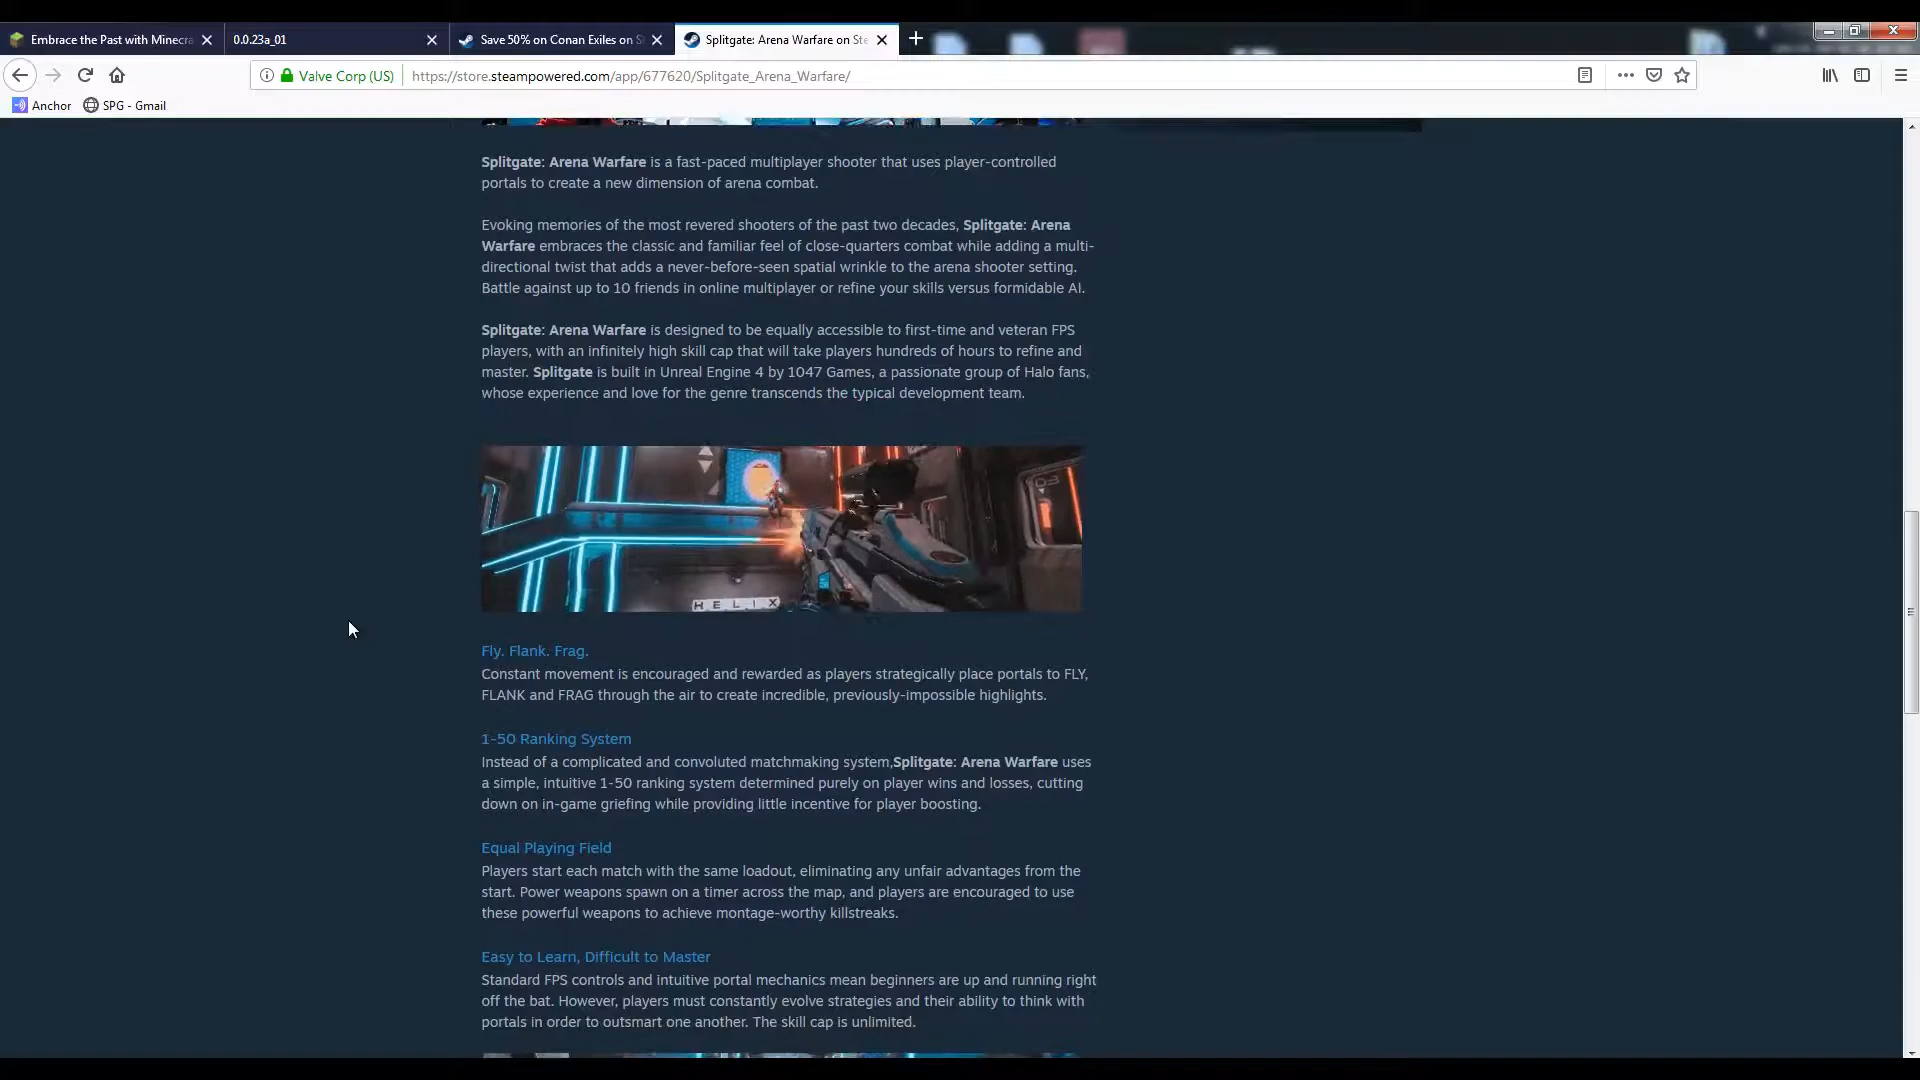 Embrace the Past with Minecra
0.0.23a_01
Save 50% on Conan Exiles on S
Splitgate: Arena Warfare on Ste
Valve Corp (US)
https://store.steampowered.com/app/677620/Splitgate_Arena_Warfare/
Anchor
SPG - Gmail
Splitgate: Arena Warfare is a fast-paced multiplayer shooter that uses player-controlled
portals to create a new dimension of arena combat.
Evoking memories of the most revered shooters of the past two decades, Splitgate: Arena
Warfare embraces the classic and familiar feel of close-quarters combat while adding a multi-
directional twist that adds a never-before-seen spatial wrinkle to the arena shooter setting.
Battle against up to 10 friends in online multiplayer or refine your skills versus formidable AI.
Splitgate: Arena Warfare is designed to be equally accessible to first-time and veteran FPS
players, with an infinitely high skill cap that will take players hundreds of hours to refine and
master. Splitgate is built in Unreal Engine 4 by 1047 Games, a passionate group of Halo fans,
whose experience and love for the genre transcends the typical development team.
03
HELIX
Fly. Flank. Frag.
Constant movement is encouraged and rewarded as players strategically place portals to FLY,
FLANK and FRAG through the air to create incredible, previously-impossible highlights.
1-50 Ranking System
Instead of a complicated and convoluted matchmaking system,Splitgate: Arena Warfare uses
a simple, intuitive 1-50 ranking system determined purely on player wins and losses, cutting
down on in-game griefing while providing little incentive for player boosting.
Equal Playing Field
Players start each match with the same loadout, eliminating any unfair advantages from the
start. Power weapons spawn on a timer across the map, and players are encouraged to use
these powerful weapons to achieve montage-worthy killstreaks.
Easy to Learn, Difficult to Master
Standard FPS controls and intuitive portal mechanics mean beginners are up and running right
off the bat. However, players must constantly evolve strategies and their ability to think with
portals in order to outsmart one another. The skill cap is unlimited.